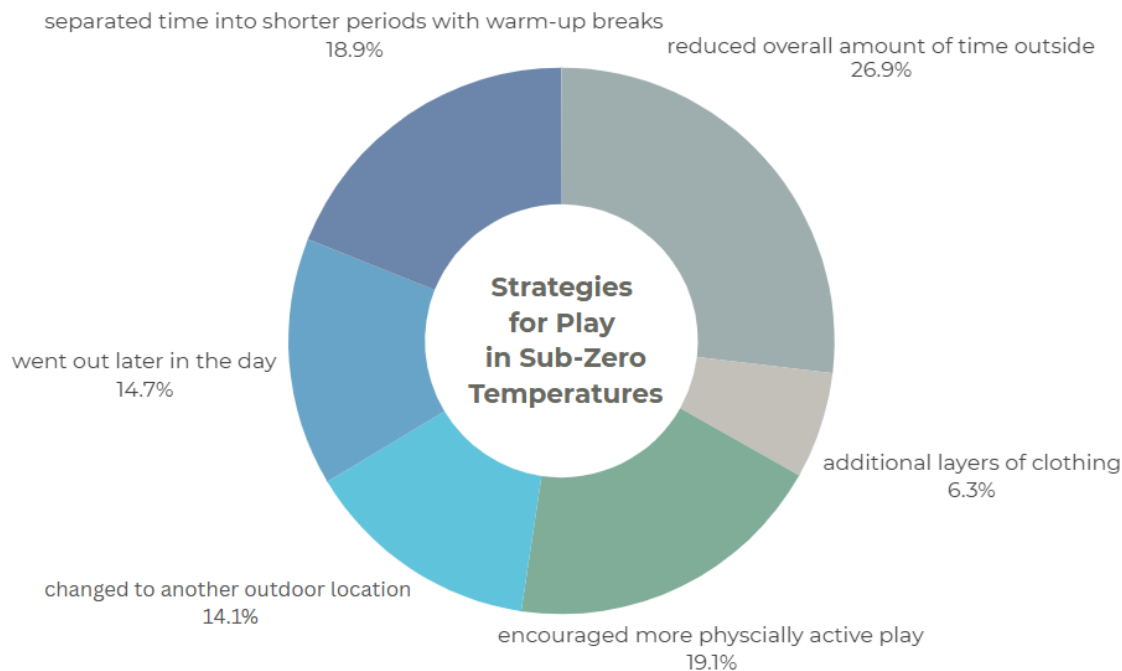 separated time into shorter periods with warm-up breaks
18.9%
reduced overall amount of time outside
26.9%
Strategies
for Play
in Sub-Zero
Temperatures
went out later in the day
14.7%
additional layers of clothing
6.3%
changed to another outdoor location
14.1%
encouraged more physcially active play
19.1%